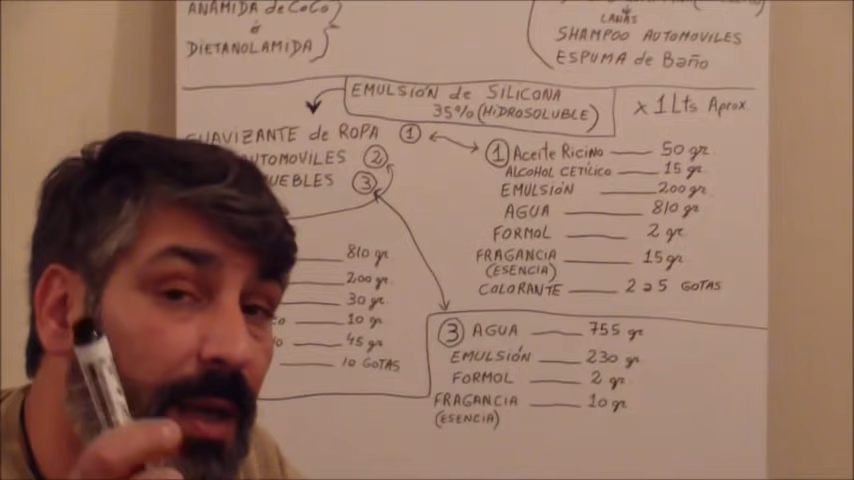 ANAMIDA de CoCo
ó
DIETANOLAMIDA
LANAS
SHAMPOO AUTOMOVILES
ESPUMA de Baño
EMULSIÓN de SILICONA
35% (HIDROSOLUBLE)
x 1 Lts Aprox
SUAVIZANTE de ROPA 1
AUTOMOVILES 2
UEBLES 3
1 Aceite Ricino 50 gr.
ALCOHOL CETÍLICO 15 gr.
EMULSIÓN 200 gr.
AGUA 810 gr.
FORMOL 2 gr.
FRAGANCIA 15 gr.
(ESENCIA)
COLORANTE 2 a 5 GOTAS
810 gr.
200 gr.
30 gr.
10 gr.
45 gr.
10 GOTAS
3 AGUA 755 gr.
EMULSIÓN 230 gr.
FORMOL 2 gr.
FRAGANCIA 10 gr.
(ESENCIA)